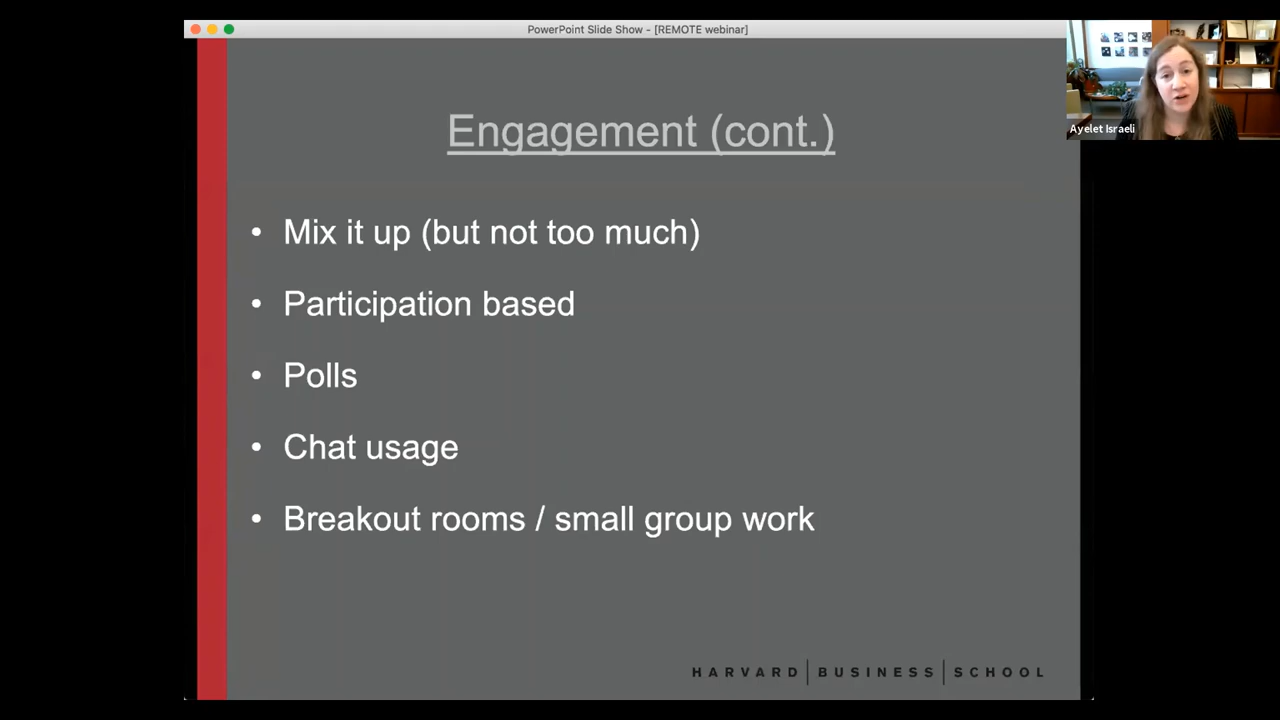 PowerPoint Slide Show - [REMOTE webinar]
Ayelet Israeli
Engagement (cont.)
• Mix it up (but not too much)
• Participation based
• Polls
• Chat usage
• Breakout rooms / small group work
HARVARD | BUSINESS | SCHOOL